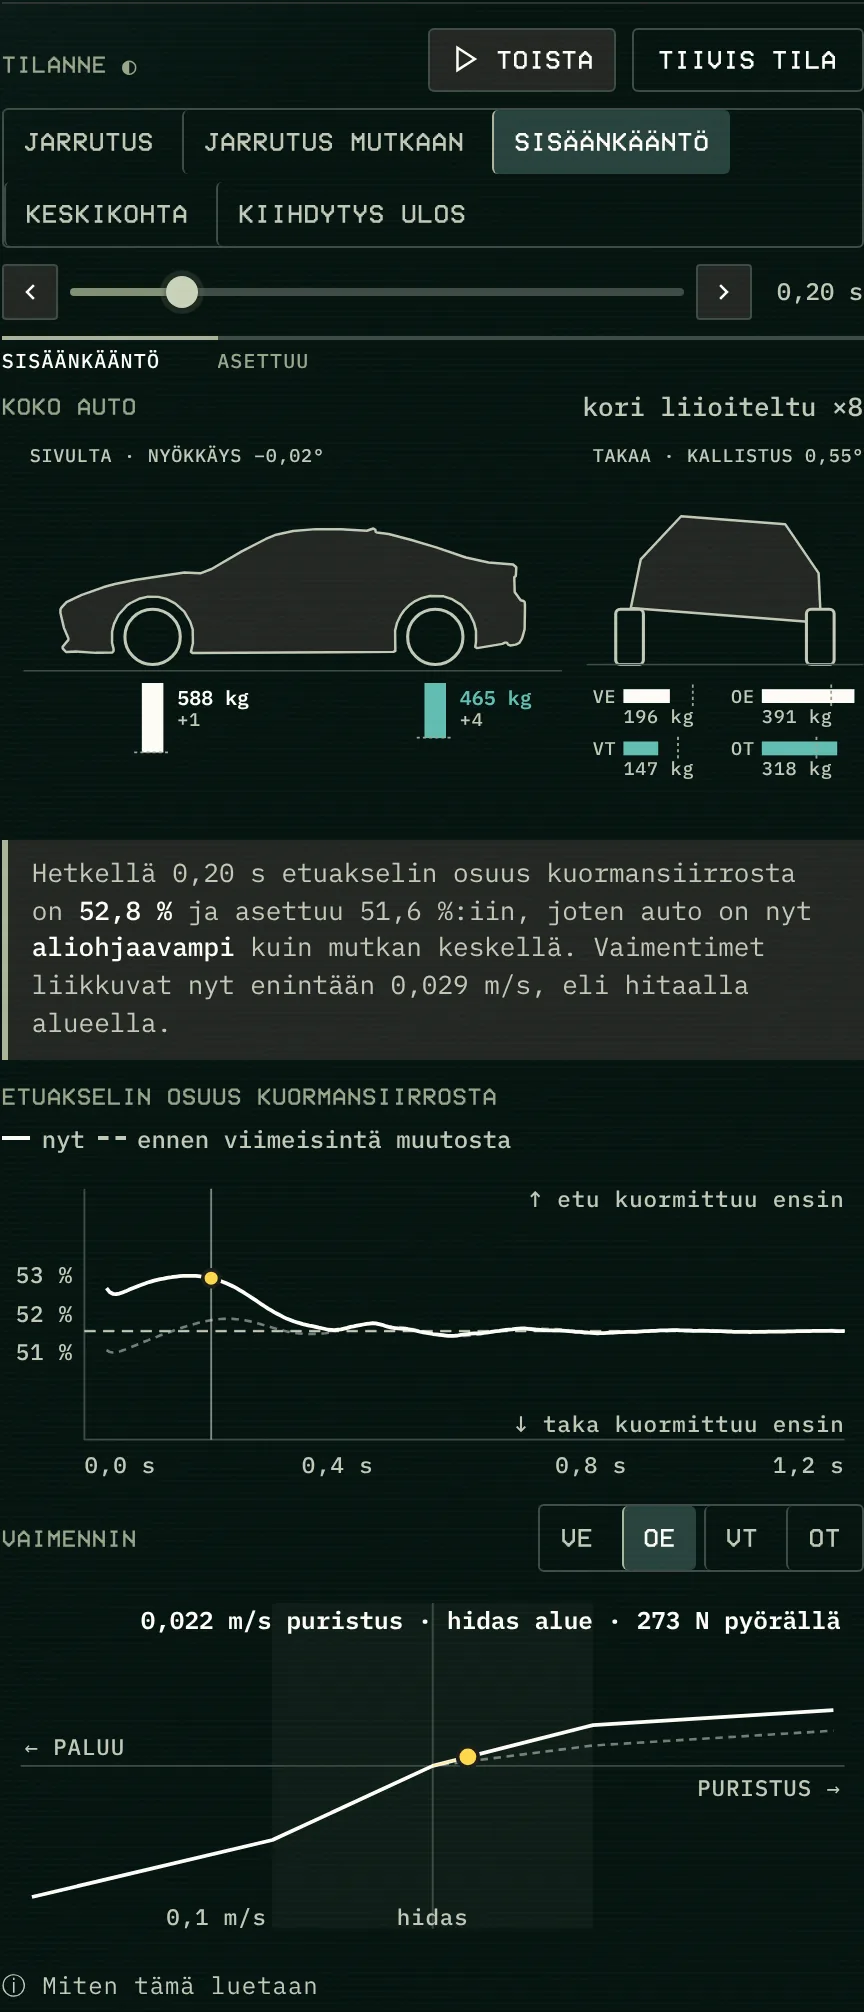 TILANNE
TOISTA
TIIVIS TILA
JARRUTUS
JARRUTUS MUTKAAN
SISÄÄNKÄÄNTÖ
KESKIKOHTA
KIIHDYTYS ULOS
0,20 s
SISÄÄNKÄÄNTÖ
ASETTUU
KOKO AUTO
kori liioiteltu ×8
SIVULTA · NYÖKKÄYS −0,02°
TAKAA · KALLISTUS 0,55°
588 kg
+1
465 kg
+4
VE
196 kg
OE
391 kg
VT
147 kg
OT
318 kg
Hetkellä 0,20 s etuakselin osuus kuormansiirrosta
on 52,8 % ja asettuu 51,6 %:iin, joten auto on nyt
aliohjaavampi kuin mutkan keskellä. Vaimentimet
liikkuvat nyt enintään 0,029 m/s, eli hitaalla
alueella.
ETUAKSELIN OSUUS KUORMANSIIRROSTA
nyt
ennen viimeisintä muutosta
↑ etu kuormittuu ensin
53 %
52 %
51 %
↓ taka kuormittuu ensin
0,0 s
0,4 s
0,8 s
1,2 s
VAIMENNIN
VE
OE
VT
OT
0,022 m/s puristus · hidas alue · 273 N pyörällä
← PALUU
PURISTUS →
0,1 m/s
hidas
ⓘ Miten tämä luetaan